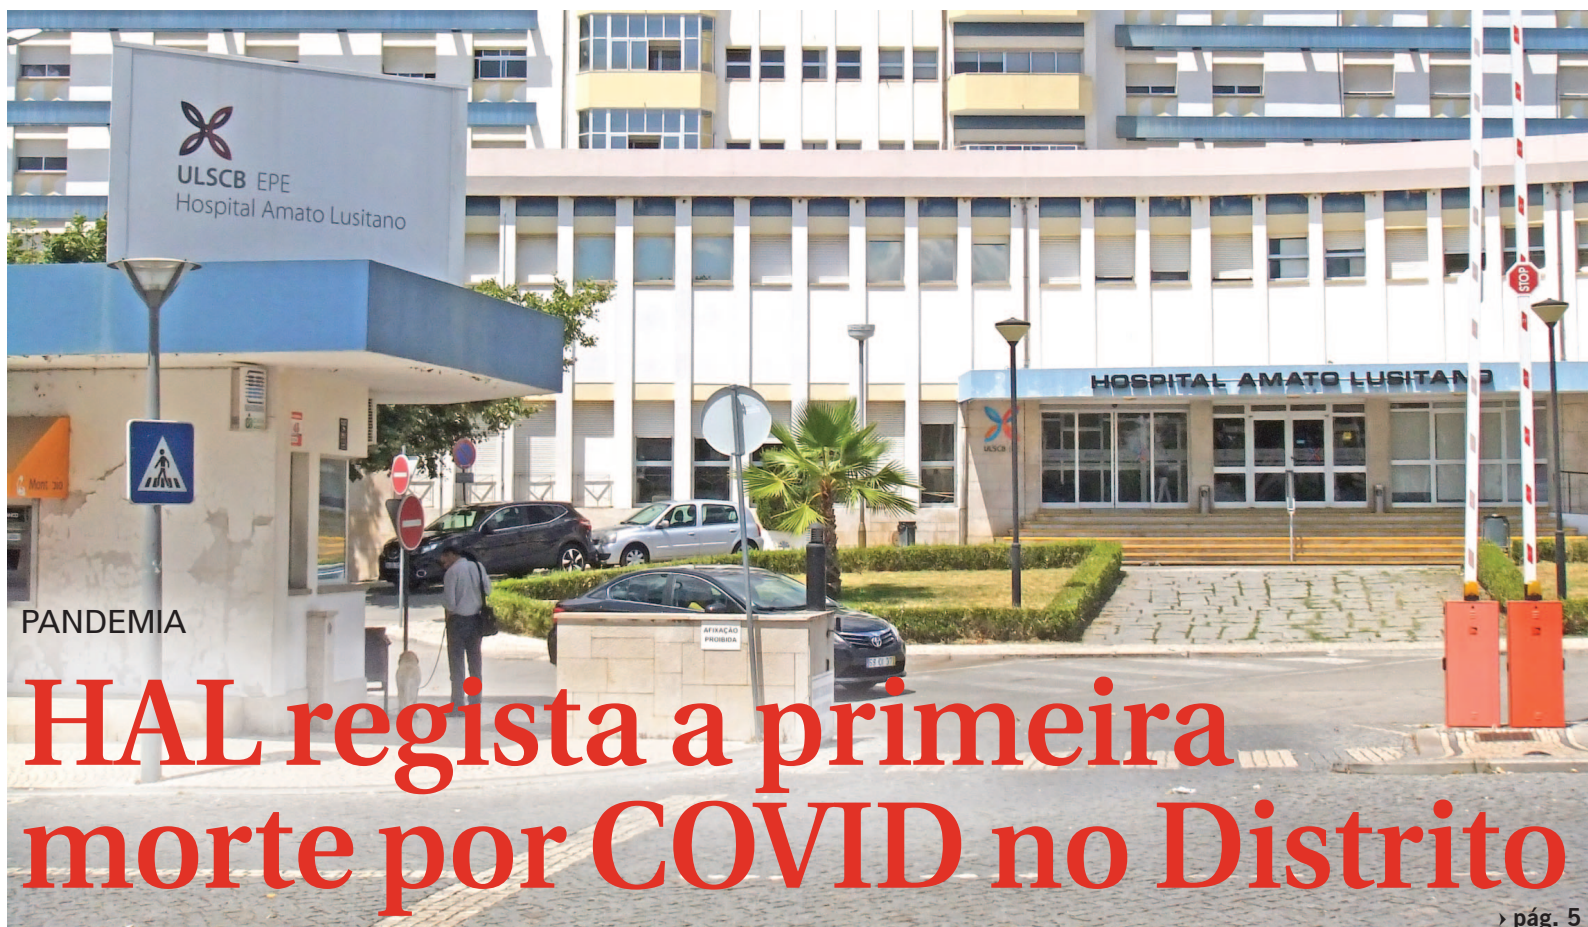 ULSCB EPE
Hospital Amato Lusitano
HOSPITAL AMATO LUSITANO
STOP
ULSCB
AFIXAÇÃO
PROIBIDA
PANDEMIA
HAL regista a primeira
morte por COVID no Distrito
› pág. 5